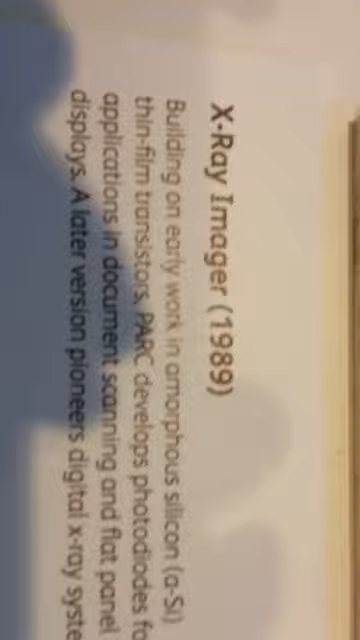 X-Ray Imager (1989)
Building on early work in amorphous silicon (a-Si)
thin-film transistors, PARC develops photodiodes fo
applications in document scanning and flat panel
displays. A later version pioneers digital x-ray syste